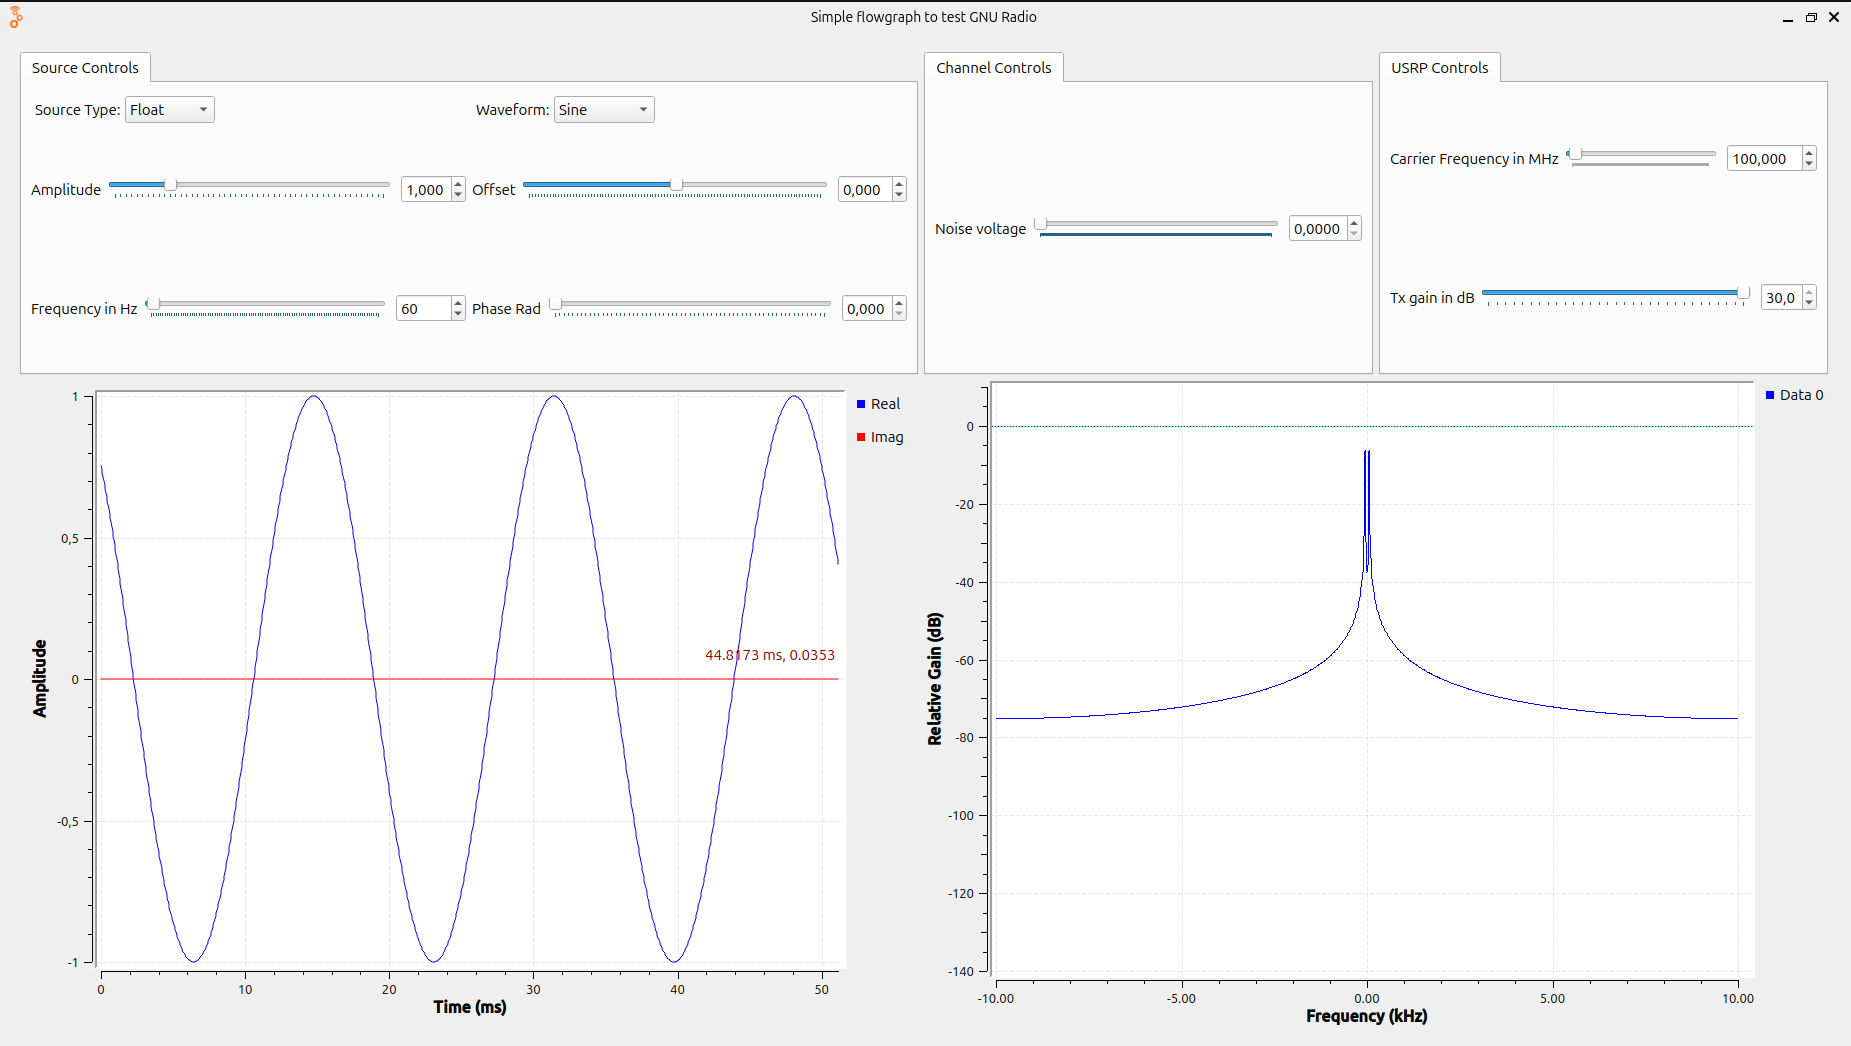 Simple flowgraph to test GNU Radio
Source Controls
Source Type: Float
Waveform: Sine
Amplitude 1,000
Offset 0,000
Frequency in Hz 60
Phase Rad 0,000
Channel Controls
Noise voltage 0,0000
USRP Controls
Carrier Frequency in MHz 100,000
Tx gain in dB 30,0
1
0,5
0
-0,5
-1
Amplitude
44.8173 ms, 0.0353
0 10 20 30 40 50
Time (ms)
Real
Imag
0
-20
-40
-60
-80
-100
-120
-140
Relative Gain (dB)
-10.00 -5.00 0.00 5.00 10.00
Frequency (kHz)
Data 0